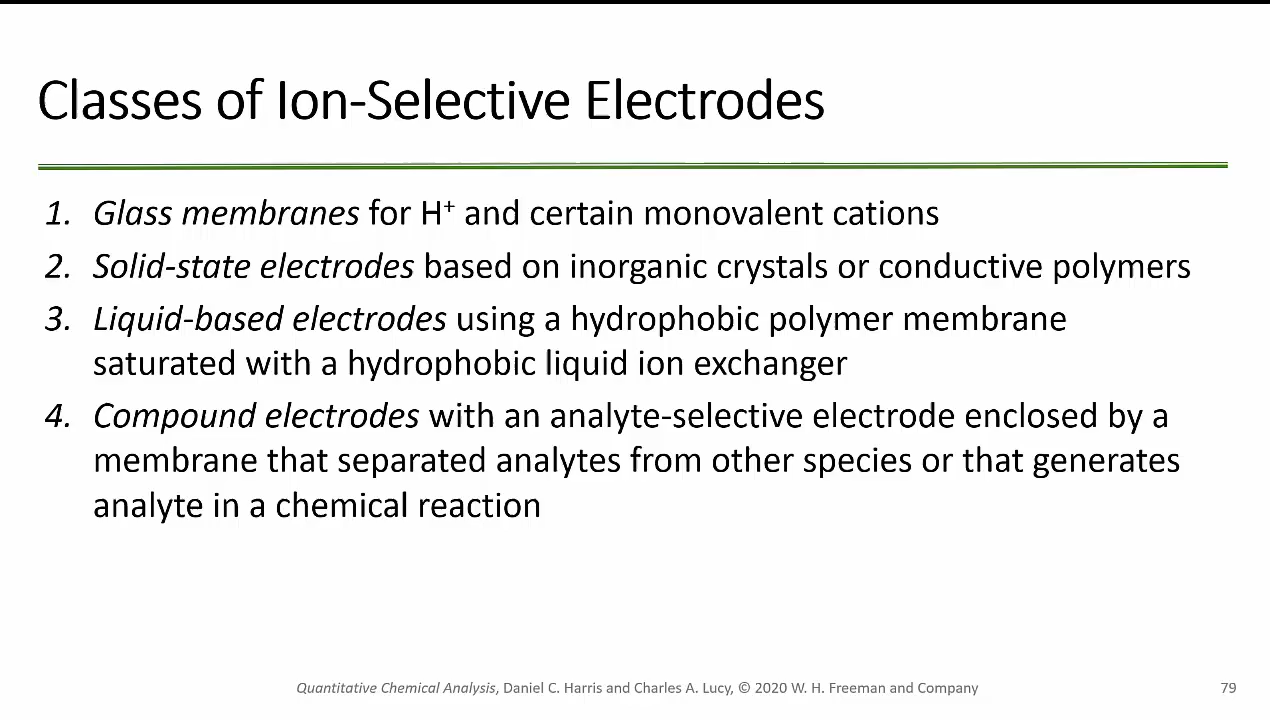 Classes of Ion-Selective Electrodes
1. Glass membranes for H⁺ and certain monovalent cations
2. Solid-state electrodes based on inorganic crystals or conductive polymers
3. Liquid-based electrodes using a hydrophobic polymer membrane
saturated with a hydrophobic liquid ion exchanger
4. Compound electrodes with an analyte-selective electrode enclosed by a
membrane that separated analytes from other species or that generates
analyte in a chemical reaction
Quantitative Chemical Analysis, Daniel C. Harris and Charles A. Lucy, © 2020 W. H. Freeman and Company
79